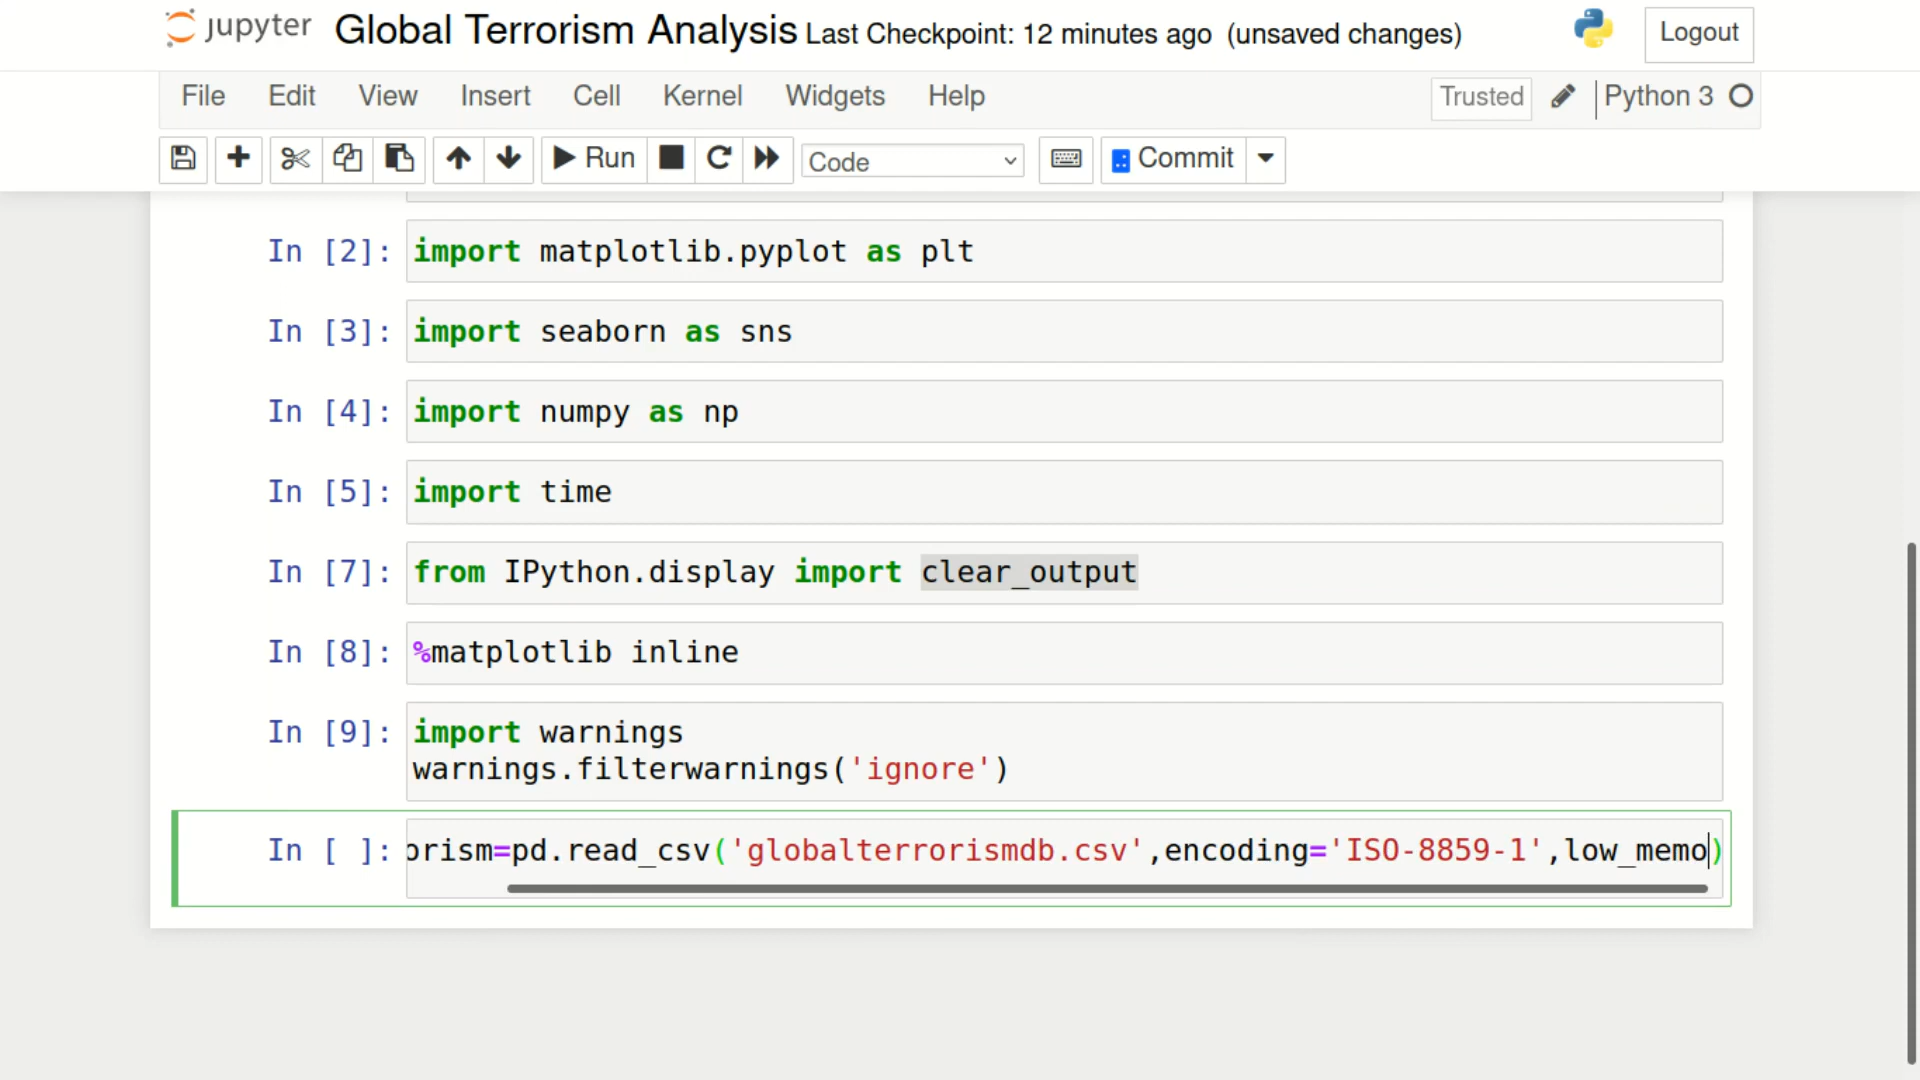 jupyter Global Terrorism Analysis Last Checkpoint: 12 minutes ago (unsaved changes) Logout
File Edit View Insert Cell Kernel Widgets Help Trusted Python 3
Run Code Commit
In [2]: import matplotlib.pyplot as plt
In [3]: import seaborn as sns
In [4]: import numpy as np
In [5]: import time
In [7]: from IPython.display import clear_output
In [8]: %matplotlib inline
In [9]: import warnings
warnings.filterwarnings('ignore')
In [ ]: orism=pd.read_csv('globalterrorismdb.csv',encoding='ISO-8859-1',low_memo)